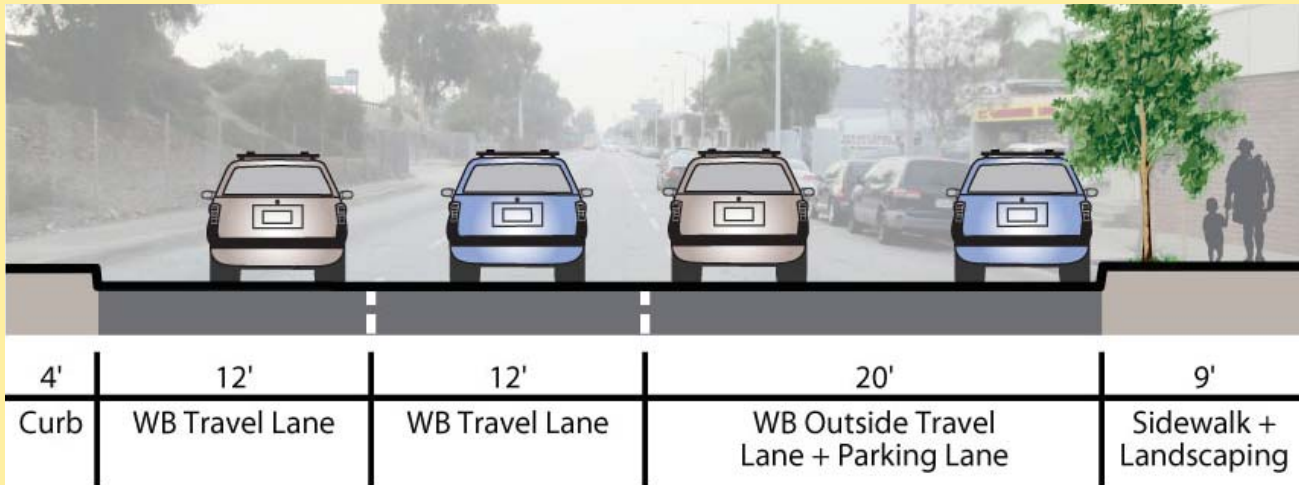 4' 12' 12' 20' 9'
Curb WB Travel Lane WB Travel Lane WB Outside Travel
Lane + Parking Lane Sidewalk +
Landscaping